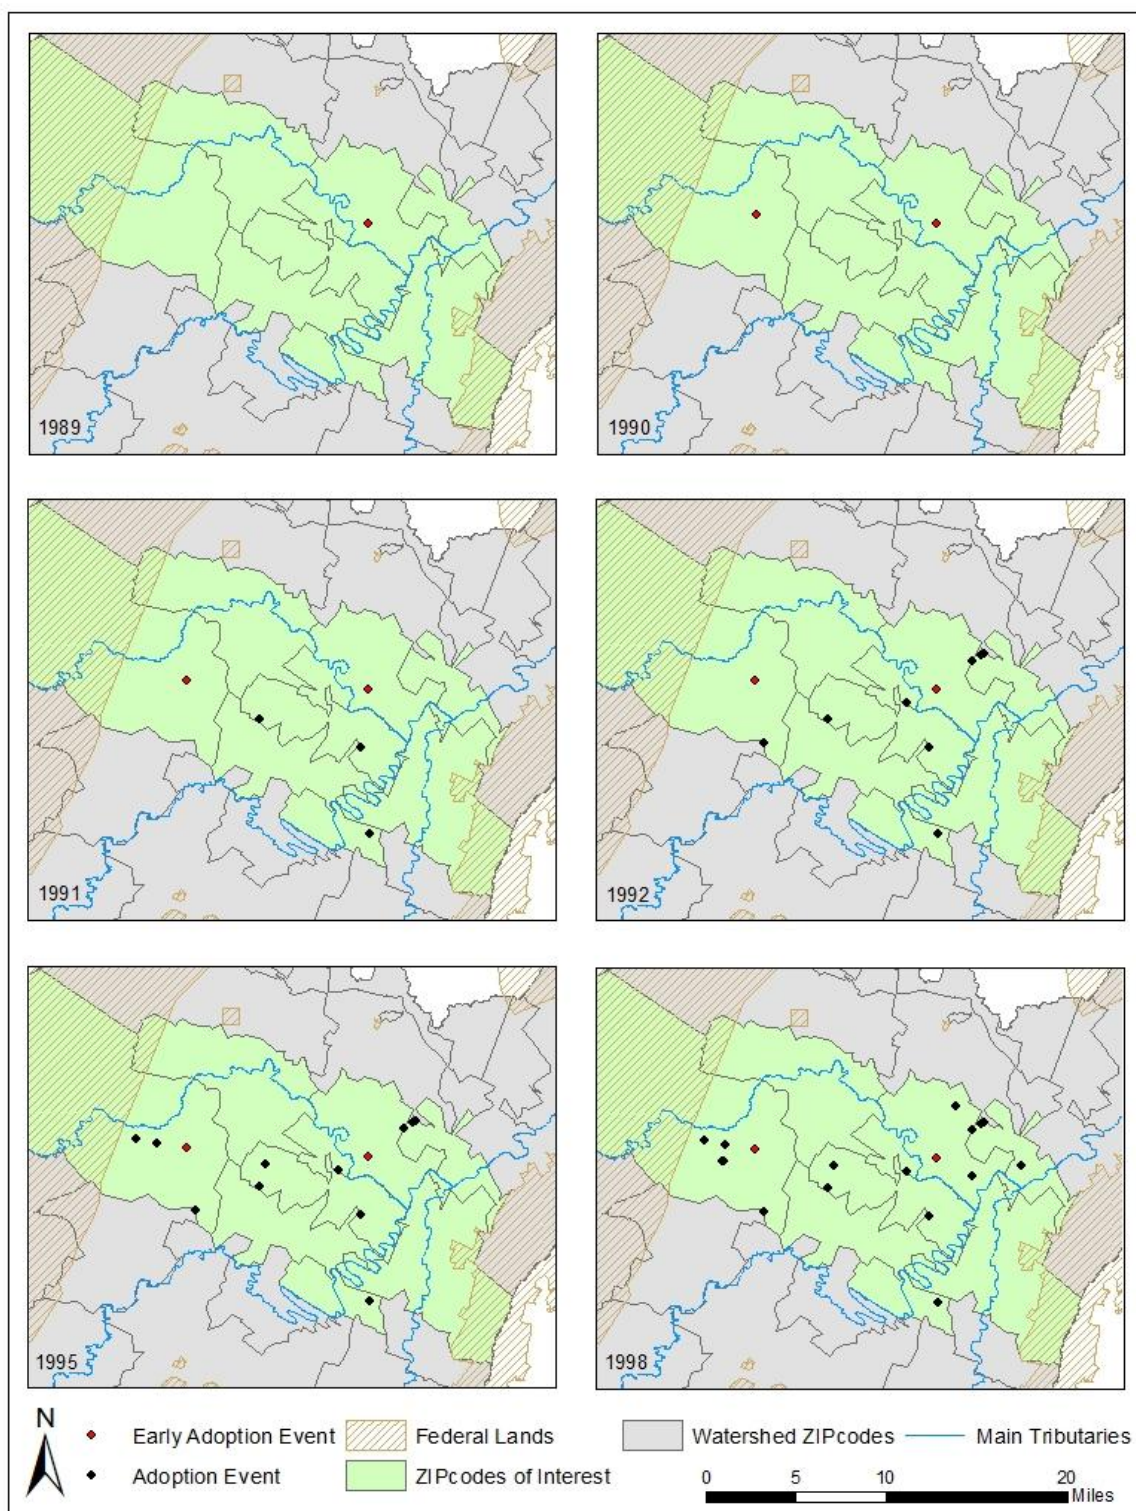 1989
1990
1991
1992
1995
1998
N
Early Adoption Event
Federal Lands
Watershed ZIPcodes
Main Tributaries
Adoption Event
ZIPcodes of Interest
0 5 10 20
Miles